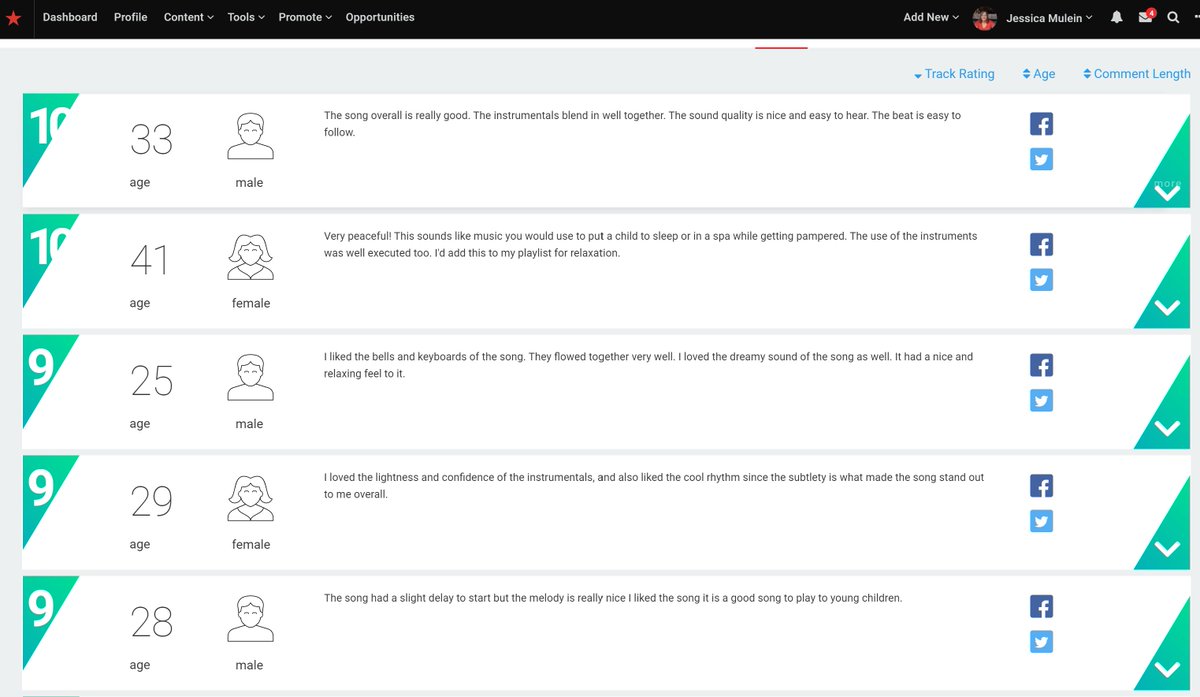 Dashboard Profile Content Tools Promote Opportunities Add New Jessica Mulein 4
Track Rating Age Comment Length
10
33
age
male
The song overall is really good. The instrumentals blend in well together. The sound quality is nice and easy to hear. The beat is easy to
follow.
more
10
41
age
female
Very peaceful! This sounds like music you would use to put a child to sleep or in a spa while getting pampered. The use of the instruments
was well executed too. I'd add this to my playlist for relaxation.
9
25
age
male
I liked the bells and keyboards of the song. They flowed together very well. I loved the dreamy sound of the song as well. It had a nice and
relaxing feel to it.
9
29
age
female
I loved the lightness and confidence of the instrumentals, and also liked the cool rhythm since the subtlety is what made the song stand out
to me overall.
9
28
age
male
The song had a slight delay to start but the melody is really nice I liked the song it is a good song to play to young children.